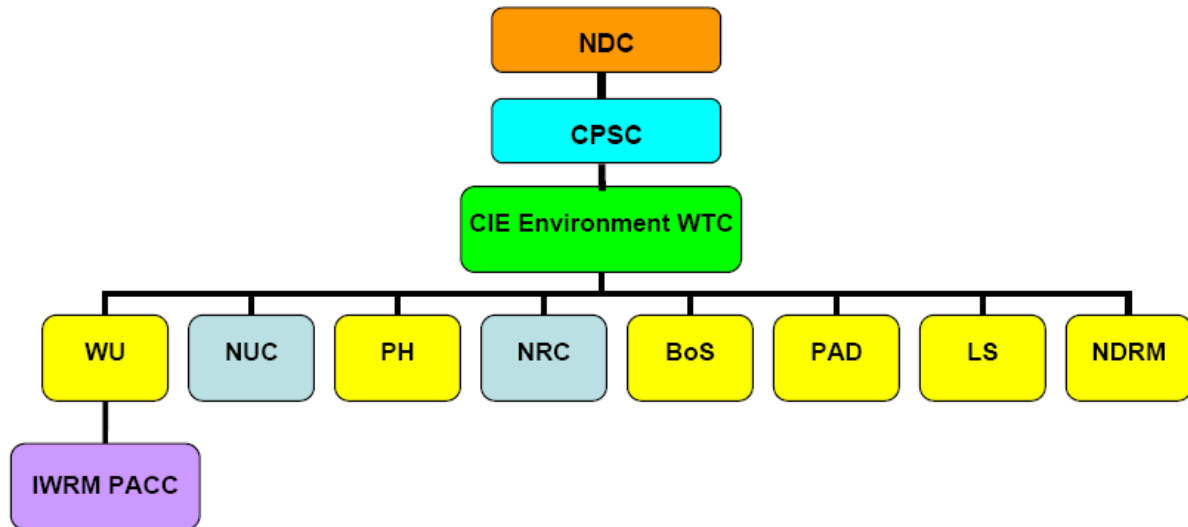 NDC
CPSC
CIE Environment WTC
WU
NUC
PH
NRC
BoS
PAD
LS
NDRM
IWRM PACC